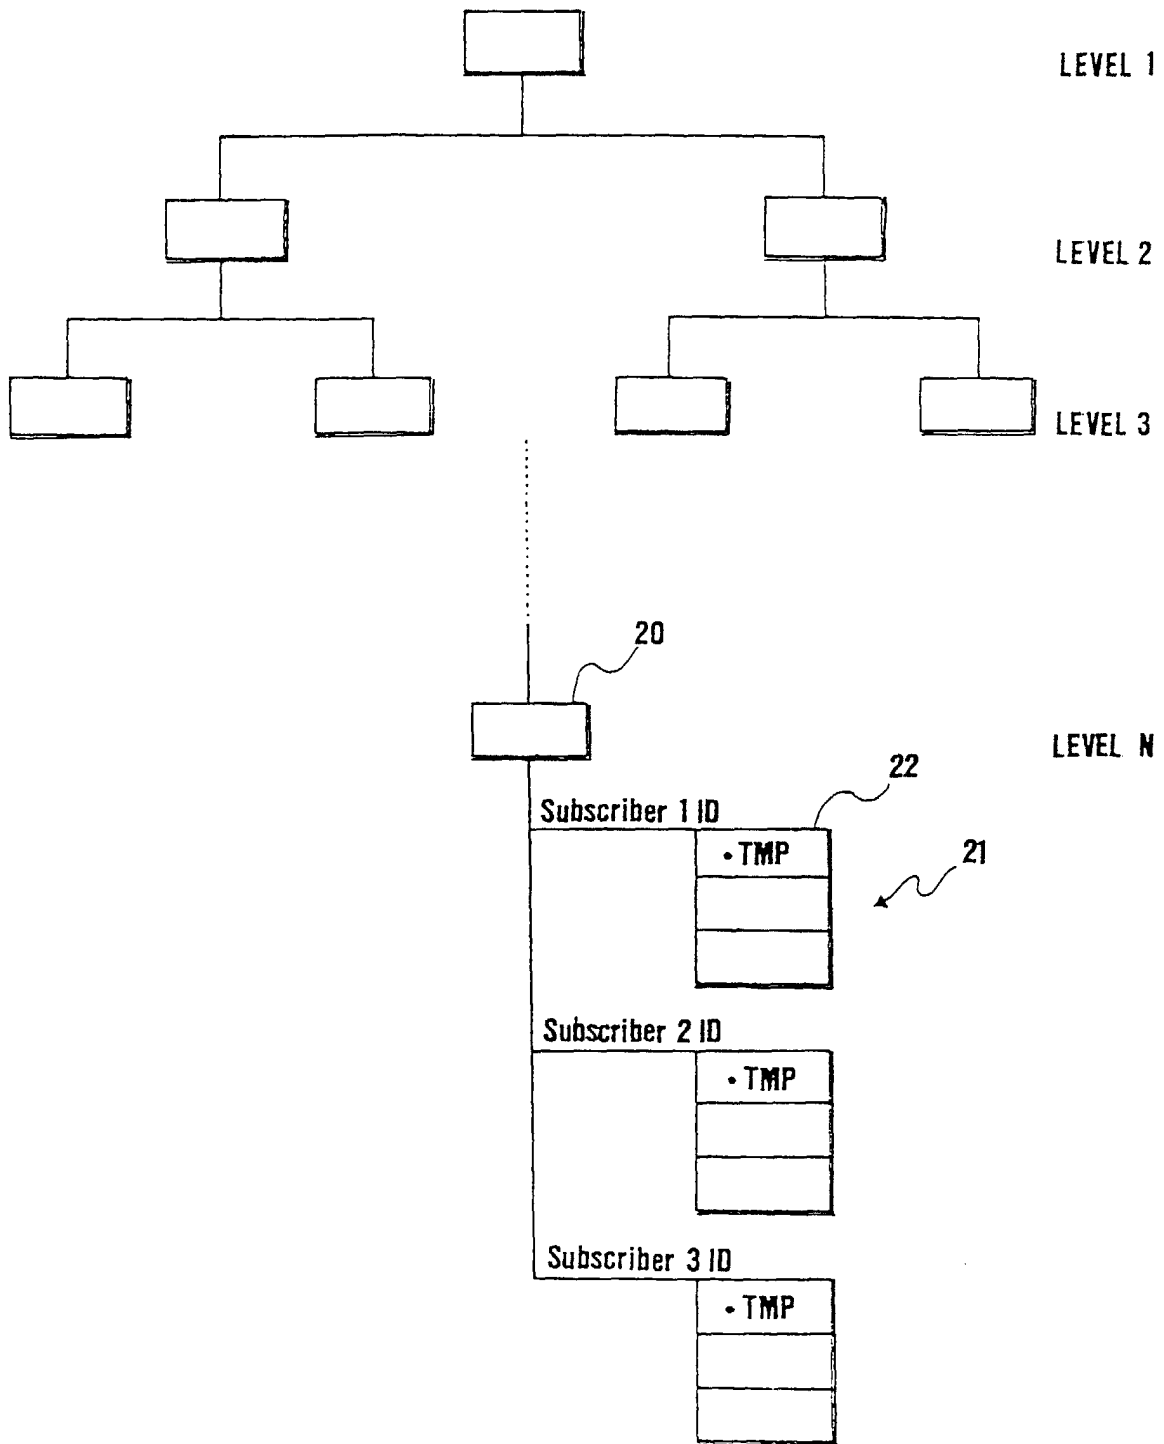 LEVEL 1
LEVEL 2
LEVEL 3
20
LEVEL N
22
Subscriber 1 ID
• TMP
21
Subscriber 2 ID
• TMP
Subscriber 3 ID
• TMP